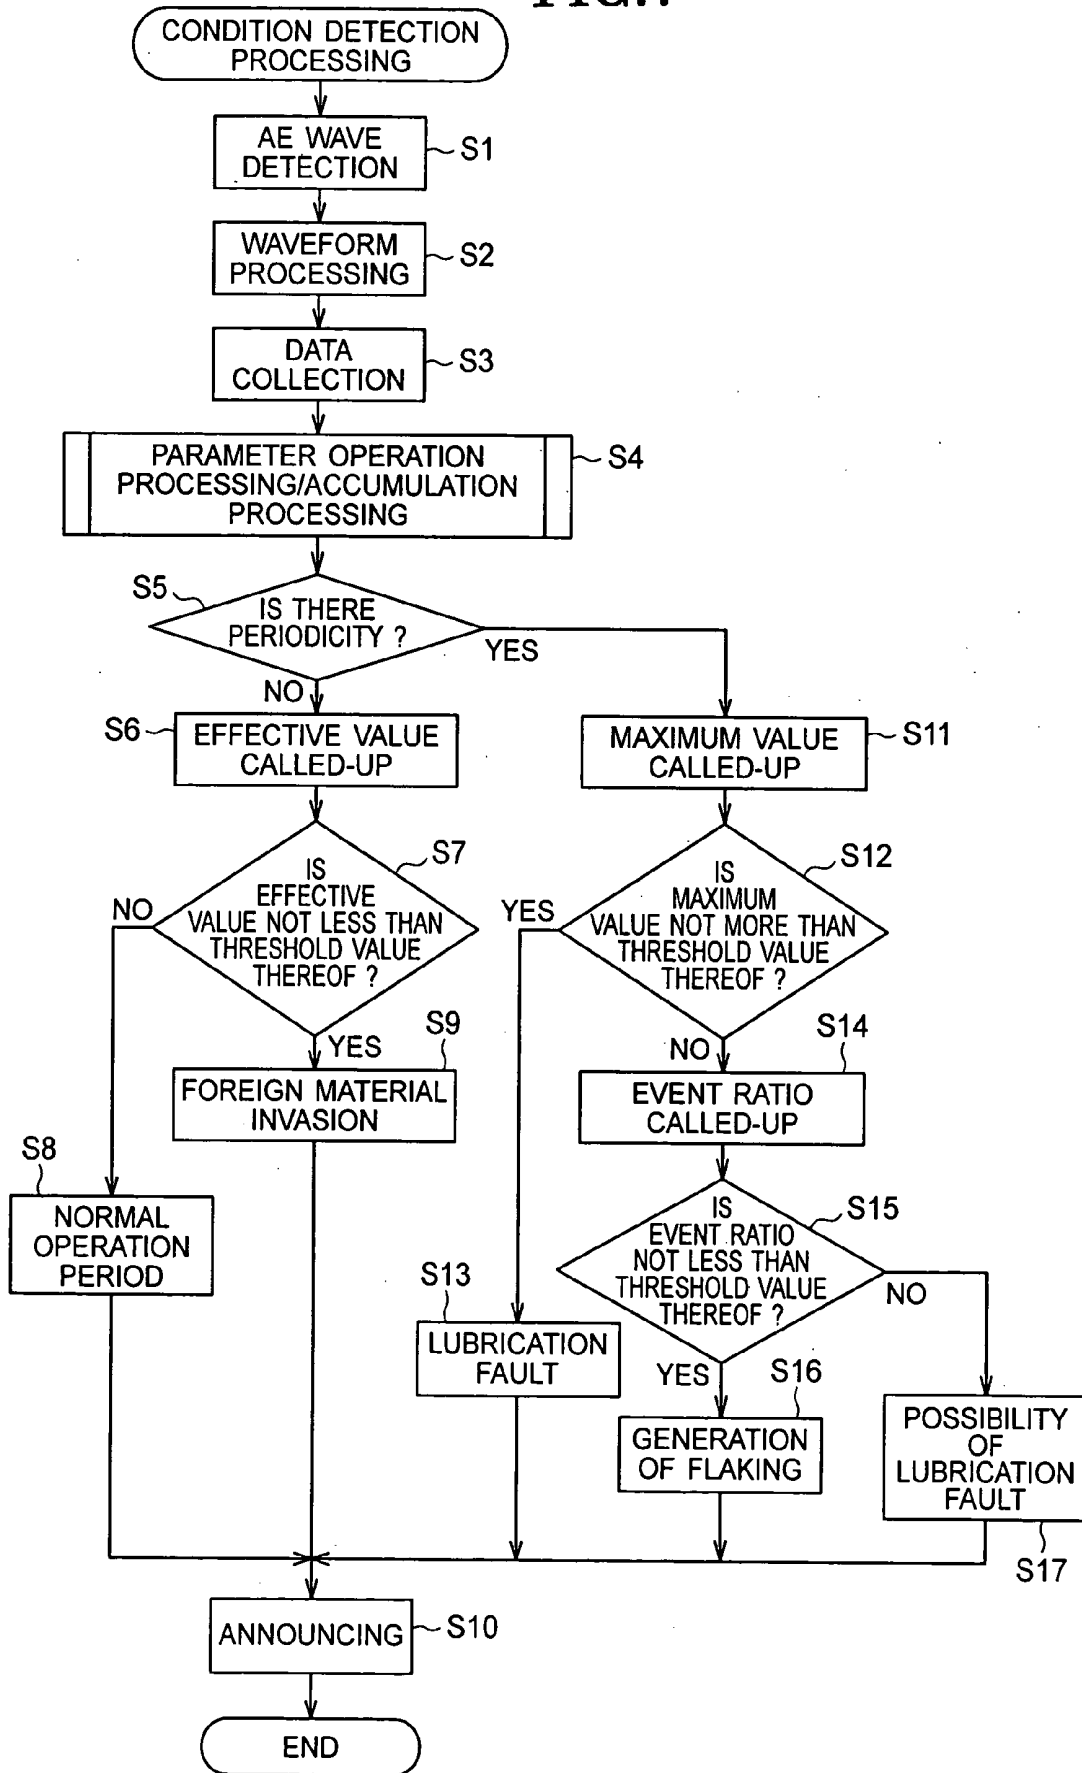 CONDITION DETECTION
PROCESSING
AE WAVE
DETECTION
S1
WAVEFORM
PROCESSING
S2
DATA
COLLECTION
S3
PARAMETER OPERATION
PROCESSING/ACCUMULATION
PROCESSING
S4
S5
IS THERE
PERIODICITY ?
YES
NO
S6
EFFECTIVE VALUE
CALLED-UP
MAXIMUM VALUE
CALLED-UP
S11
S7
IS
EFFECTIVE
VALUE NOT LESS THAN
THRESHOLD VALUE
THEREOF ?
NO
YES
S12
IS
MAXIMUM
VALUE NOT MORE THAN
THRESHOLD VALUE
THEREOF ?
YES
NO
S9
FOREIGN MATERIAL
INVASION
S14
EVENT RATIO
CALLED-UP
S8
NORMAL
OPERATION
PERIOD
S15
IS
EVENT RATIO
NOT LESS THAN
THRESHOLD VALUE
THEREOF ?
NO
YES
S13
LUBRICATION
FAULT
S16
GENERATION
OF FLAKING
POSSIBILITY
OF
LUBRICATION
FAULT
S17
ANNOUNCING
S10
END